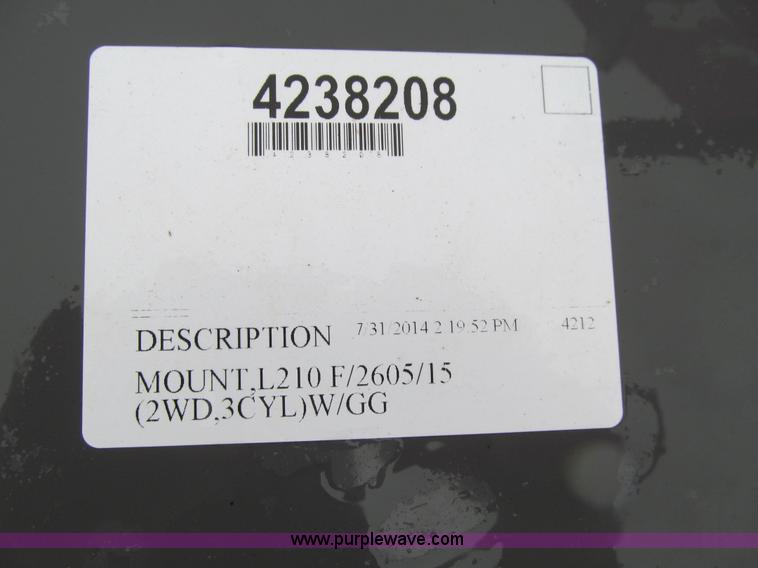 4238208
4238208
DESCRIPTION 7/31/2014 2:19:52 PM 4212
MOUNT,L210 F/2605/15
(2WD,3CYL)W/GG
www.purplewave.com